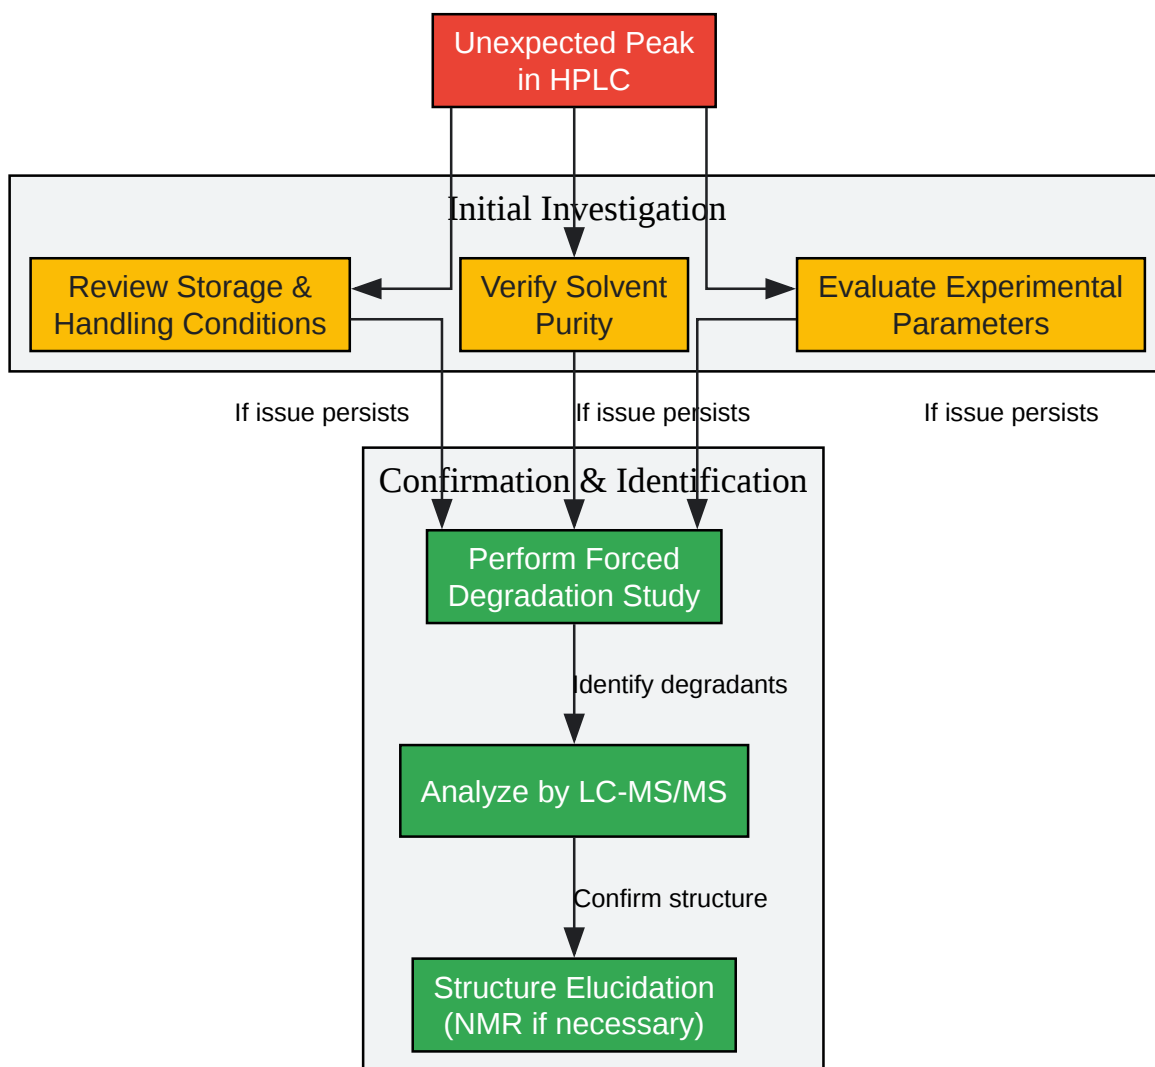 Unexpected Peak
in HPLC
Initial Investigation
Review Storage &
Handling Conditions
Verify Solvent
Purity
Evaluate Experimental
Parameters
If issue persists
If issue persists
If issue persists
Confirmation & Identification
Perform Forced
Degradation Study
Identify degradants
Analyze by LC-MS/MS
Confirm structure
Structure Elucidation
(NMR if necessary)